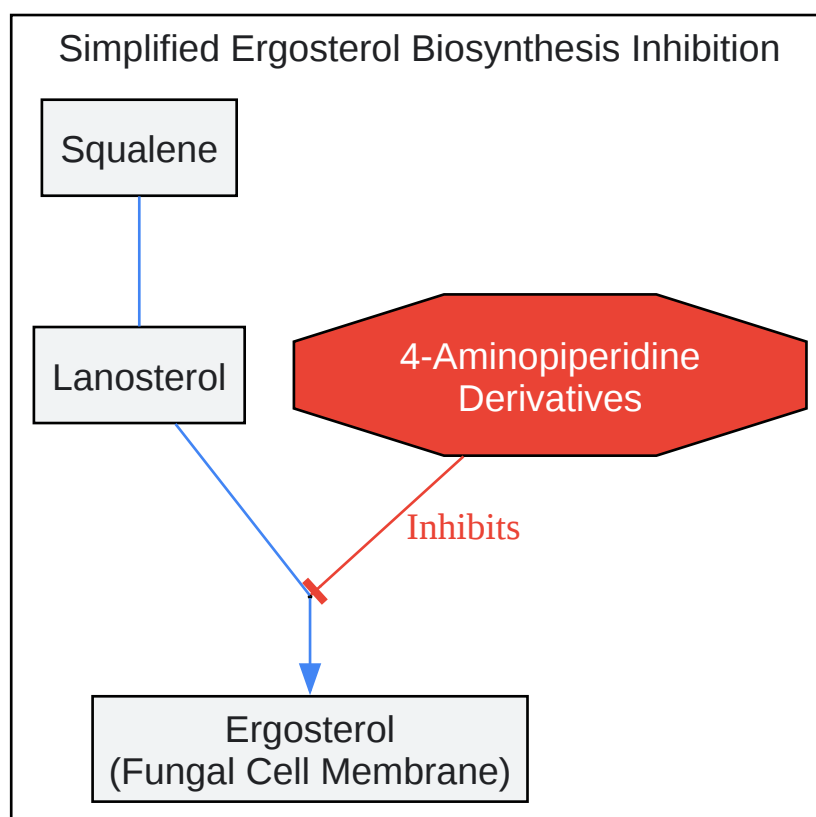 Simplified Ergosterol Biosynthesis Inhibition
Squalene
Lanosterol
4-Aminopiperidine
Derivatives
Inhibits
Ergosterol
(Fungal Cell Membrane)